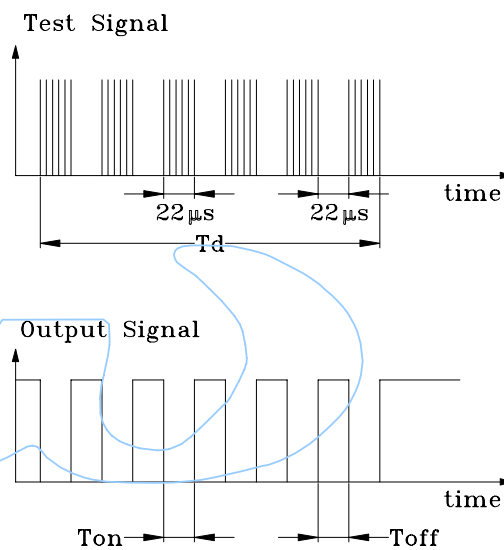 Test Signal
time
22μs 22μs
Td
Output Signal
time
Ton Toff